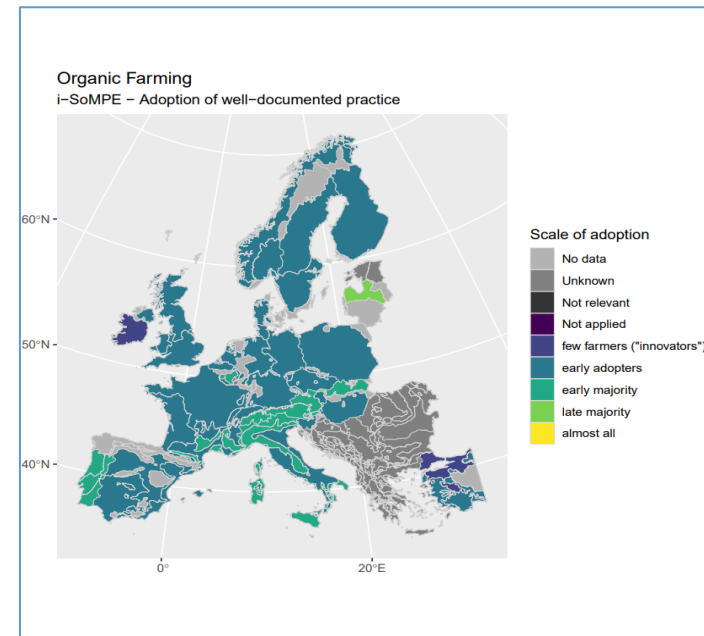 Organic Farming
i−SoMPE − Adoption of well−documented practice
60°N
50°N
40°N
0°
20°E
Scale of adoption
No data
Unknown
Not relevant
Not applied
few farmers ("innovators")
early adopters
early majority
late majority
almost all